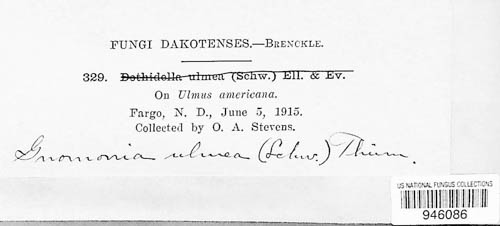 FUNGI DAKOTENSES.—BRENCKLE.
329. Dothidella ulmea (Schw.) Ell. & Ev.
On Ulmus americana.
Fargo, N. D., June 5, 1915.
Collected by O. A. Stevens.
Gnomonia ulmea (Schw.) Thüm.
US NATIONAL FUNGUS COLLECTIONS
946086